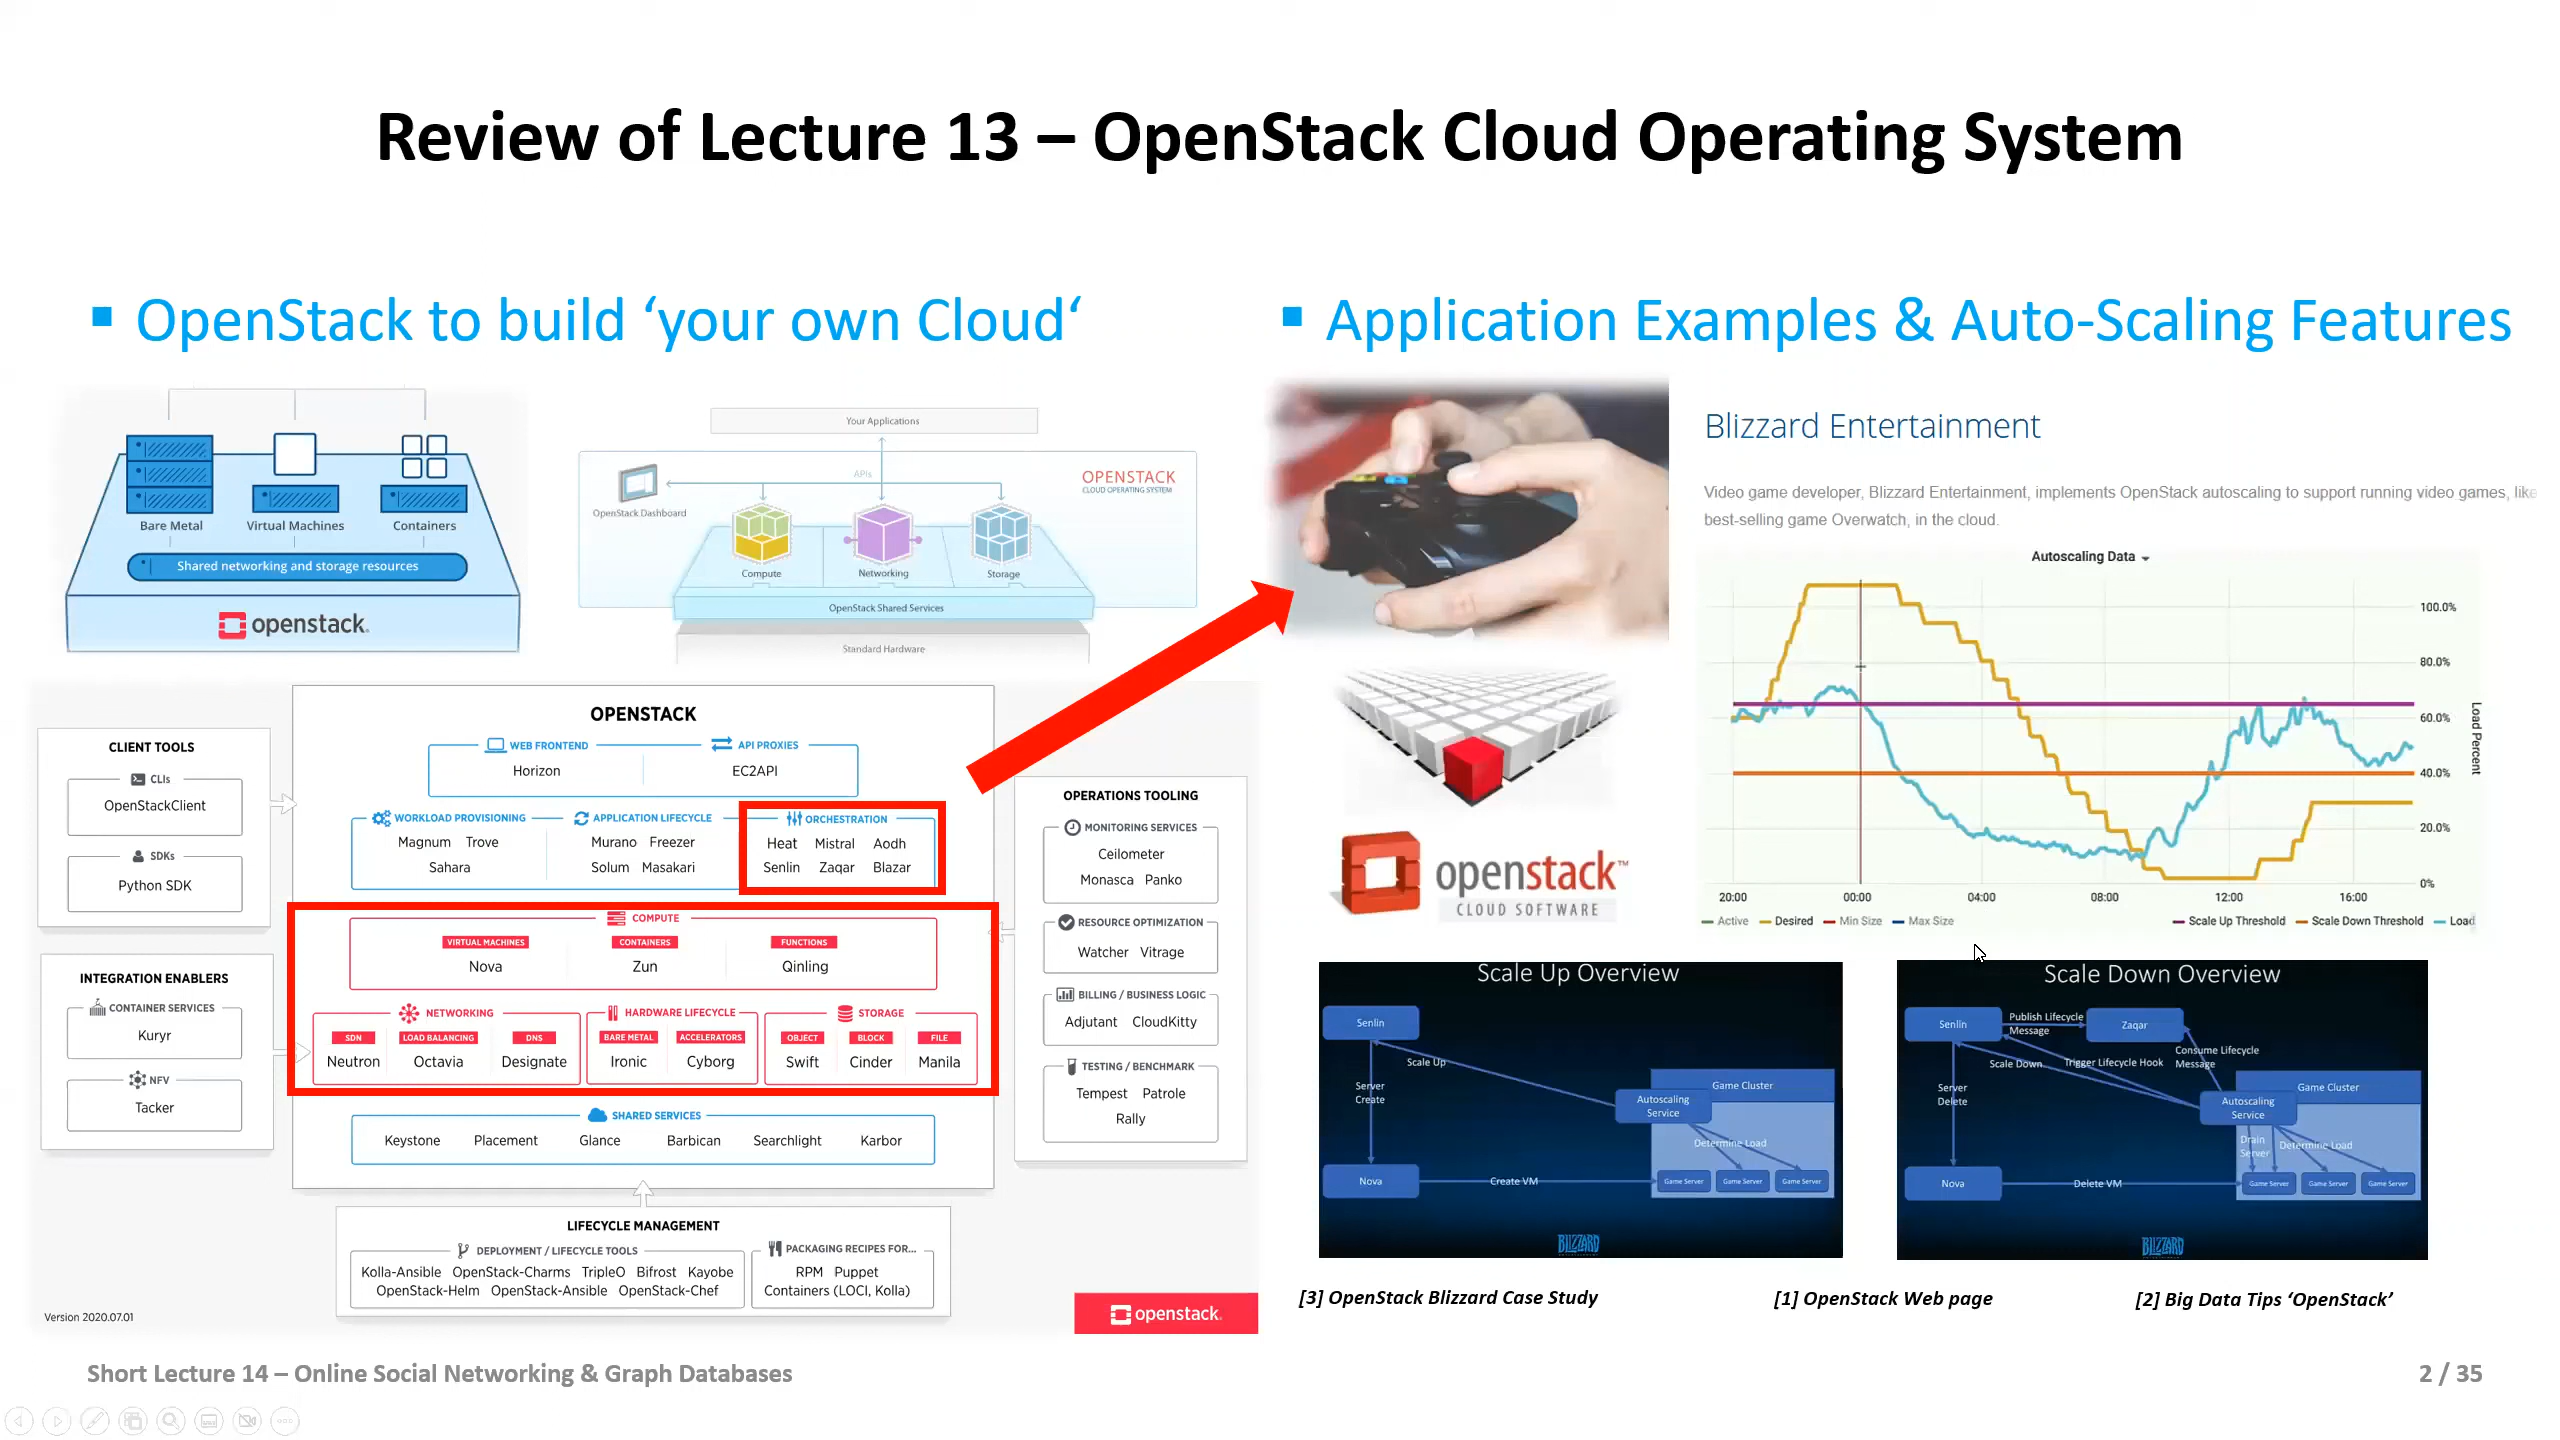 Review of Lecture 13 – OpenStack Cloud Operating System
▪ OpenStack to build ‘your own Cloud‘
Bare Metal Virtual Machines Containers
Shared networking and storage resources
openstack.
Your Applications
APIs
OPENSTACK
CLOUD OPERATING SYSTEM
OpenStack Dashboard
Compute Networking Storage
OpenStack Shared Services
Standard Hardware
CLIENT TOOLS
CLIs
OpenStackClient
SDKs
Python SDK
INTEGRATION ENABLERS
CONTAINER SERVICES
Kuryr
NFV
Tacker
OPENSTACK
WEB FRONTEND API PROXIES
Horizon EC2API
WORKLOAD PROVISIONING APPLICATION LIFECYCLE ORCHESTRATION
Magnum Trove Murano Freezer Heat Mistral Aodh
Sahara Solum Masakari Senlin Zaqar Blazar
COMPUTE
VIRTUAL MACHINES CONTAINERS FUNCTIONS
Nova Zun Qinling
NETWORKING HARDWARE LIFECYCLE STORAGE
SDN LOAD BALANCING DNS BARE METAL ACCELERATORS OBJECT BLOCK FILE
Neutron Octavia Designate Ironic Cyborg Swift Cinder Manila
SHARED SERVICES
Keystone Placement Glance Barbican Searchlight Karbor
OPERATIONS TOOLING
MONITORING SERVICES
Ceilometer
Monasca Panko
RESOURCE OPTIMIZATION
Watcher Vitrage
BILLING / BUSINESS LOGIC
Adjutant CloudKitty
TESTING / BENCHMARK
Tempest Patrole
Rally
LIFECYCLE MANAGEMENT
DEPLOYMENT / LIFECYCLE TOOLS PACKAGING RECIPES FOR...
Kolla-Ansible OpenStack-Charms TripleO Bifrost Kayobe RPM Puppet
OpenStack-Helm OpenStack-Ansible OpenStack-Chef Containers (LOCI, Kolla)
Version 2020.07.01
openstack.
▪ Application Examples & Auto-Scaling Features
Blizzard Entertainment
Video game developer, Blizzard Entertainment, implements OpenStack autoscaling to support running video games, like
best-selling game Overwatch, in the cloud.
Autoscaling Data
100.0%
80.0%
60.0%
40.0%
20.0%
0%
Load Percent
20:00 00:00 04:00 08:00 12:00 16:00
Active Desired Min Size Max Size Scale Up Threshold Scale Down Threshold Load
openstack™
CLOUD SOFTWARE
Scale Up Overview
Senlin
Scale Up
Server
Create
Game Cluster
Autoscaling
Service
Determine Load
Nova
Create VM
Game Server Game Server Game Server
BLIZZARD
Scale Down Overview
Senlin
Publish Lifecycle
Message
Zaqar
Consume Lifecycle
Message
Scale Down
Trigger Lifecycle Hook
Server
Delete
Game Cluster
Autoscaling
Service
Drain
Server
Determine Load
Nova
Delete VM
Game Server Game Server Game Server
BLIZZARD
[3] OpenStack Blizzard Case Study [1] OpenStack Web page [2] Big Data Tips ‘OpenStack’
Short Lecture 14 – Online Social Networking & Graph Databases
2 / 35